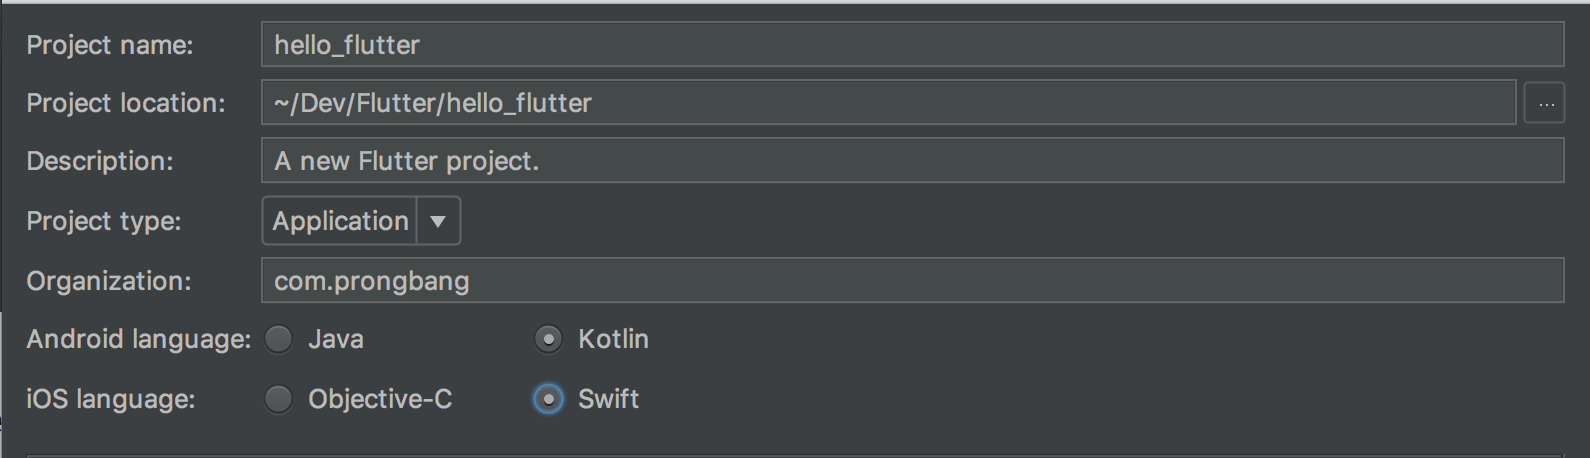 Project name: hello_flutter
Project location: ~/Dev/Flutter/hello_flutter ...
Description: A new Flutter project.
Project type: Application
Organization: com.prongbang
Android language: Java Kotlin
iOS language: Objective-C Swift